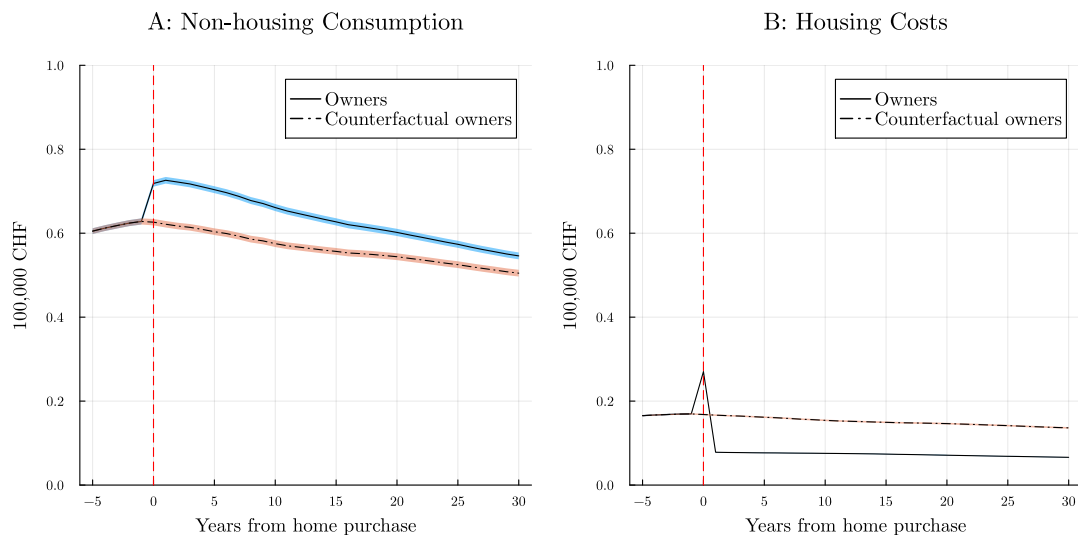 A: Non-housing Consumption
1.0
0.8
0.6
0.4
0.2
0.0
100,000 CHF
Owners
Counterfactual owners
−5 0 5 10 15 20 25 30
Years from home purchase
B: Housing Costs
1.0
0.8
0.6
0.4
0.2
0.0
100,000 CHF
Owners
Counterfactual owners
−5 0 5 10 15 20 25 30
Years from home purchase